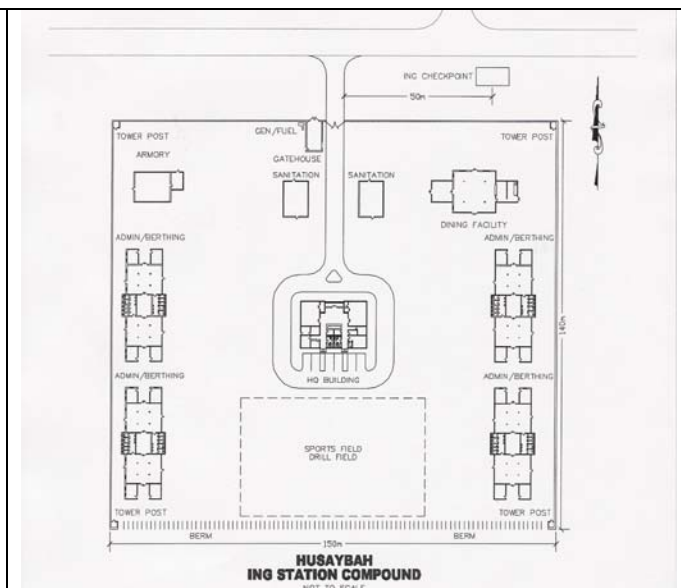 ING CHECKPOINT
50m
TOWER POST
GEN/FUEL
TOWER POST
ARMORY
GATEHOUSE
SANITATION
SANITATION
DINING FACILITY
ADMIN/BERTHING
ADMIN/BERTHING
140m
HQ BUILDING
ADMIN/BERTHING
ADMIN/BERTHING
SPORTS FIELD
DRILL FIELD
TOWER POST
TOWER POST
BERM
BERM
150m
HUSAYBAH
ING STATION COMPOUND
NOT TO SCALE